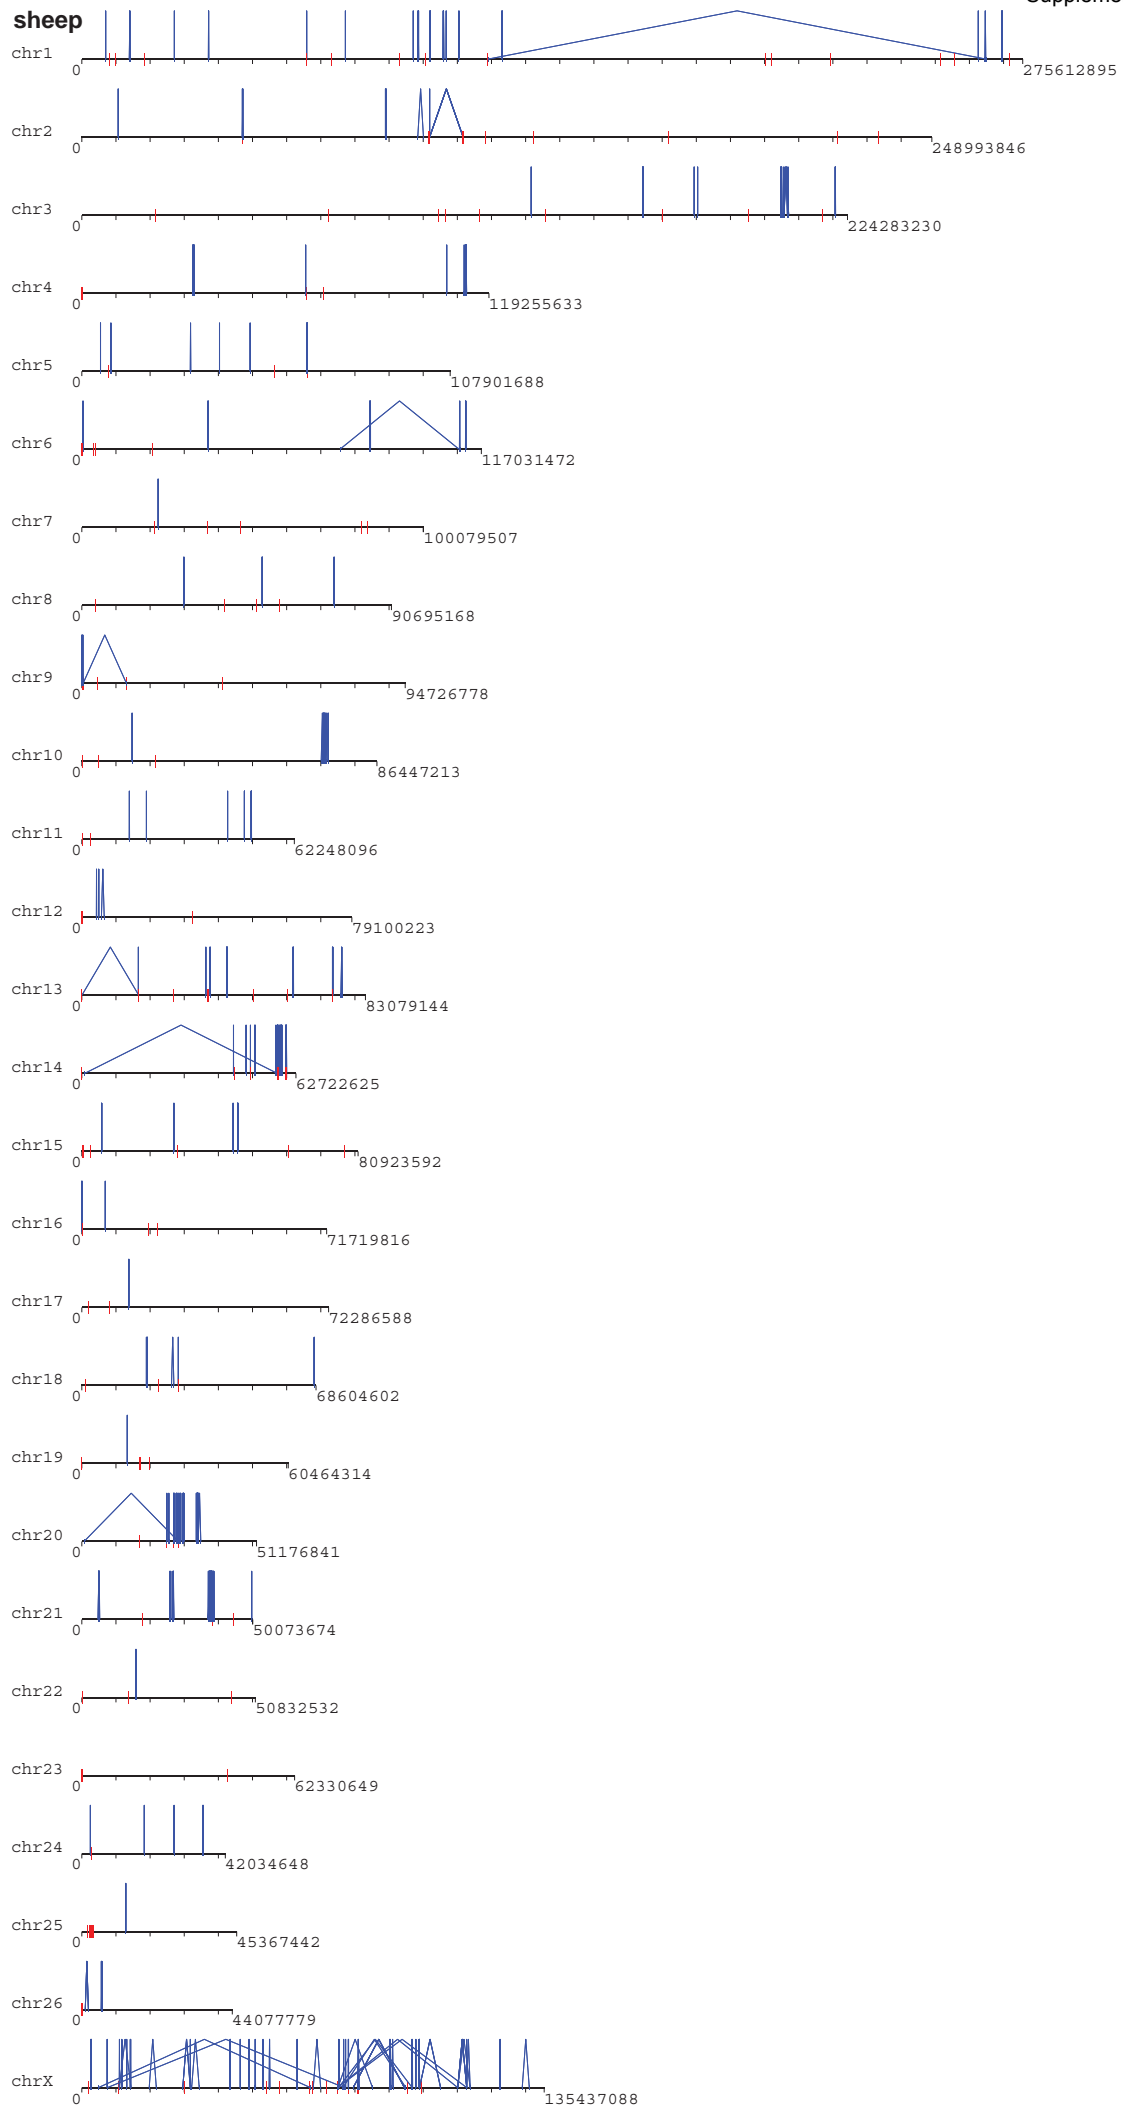 Suppleme
sheep
chr1
0 275612895
chr2
0 248993846
chr3
0 224283230
chr4
0 119255633
chr5
0 107901688
chr6
0 117031472
chr7
0 100079507
chr8
0 90695168
chr9
0 94726778
chr10
0 86447213
chr11
0 62248096
chr12
0 79100223
chr13
0 83079144
chr14
0 62722625
chr15
0 80923592
chr16
0 71719816
chr17
0 72286588
chr18
0 68604602
chr19
0 60464314
chr20
0 51176841
chr21
0 50073674
chr22
0 50832532
chr23
0 62330649
chr24
0 42034648
chr25
0 45367442
chr26
0 44077779
chrX
0 135437088